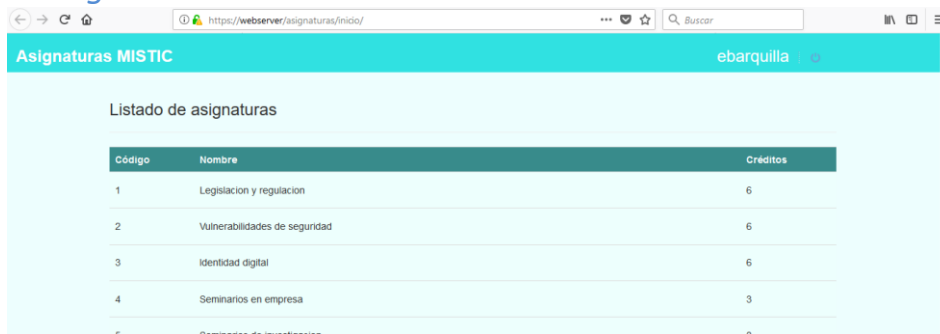 https://webserver/asignaturas/inicio/
Buscar
Asignaturas MISTIC
ebarquilla
Listado de asignaturas
Código Nombre Créditos
1 Legislacion y regulacion 6
2 Vulnerabilidades de seguridad 6
3 Identidad digital 6
4 Seminarios en empresa 3